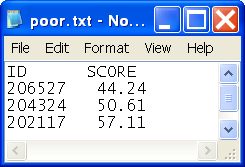 poor.txt - No...
File Edit Format View Help
ID SCORE
206527 44.24
204324 50.61
202117 57.11